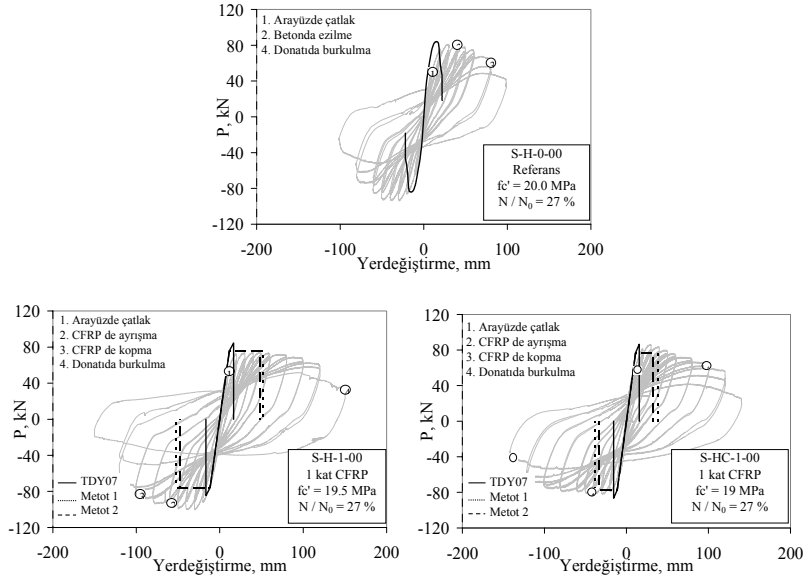 1. Arayüzde çatlak
2. Betonda ezilme
4. Donatıda burkulma
P, kN
120
80
40
0
-40
-80
-120
-200
-100
0
100
200
Yerdeğiştirme, mm
S-H-0-00
Referans
fc' = 20.0 MPa
N / N₀ = 27 %
1. Arayüzde çatlak
2. CFRP de ayrışma
3. CFRP de kopma
4. Donatıda burkulma
P, kN
120
80
40
0
-40
-80
-120
-200
-100
0
100
200
Yerdeğiştirme, mm
TDY07
Metot 1
Metot 2
S-H-1-00
1 kat CFRP
fc' = 19.5 MPa
N / N₀ = 27 %
1. Arayüzde çatlak
2. CFRP de ayrışma
3. CFRP de kopma
4. Donatıda burkulma
P, kN
120
80
40
0
-40
-80
-120
-200
-100
0
100
200
Yerdeğiştirme, mm
TDY07
Metot 1
Metot 2
S-HC-1-00
1 kat CFRP
fc' = 19 MPa
N / N₀ = 27 %